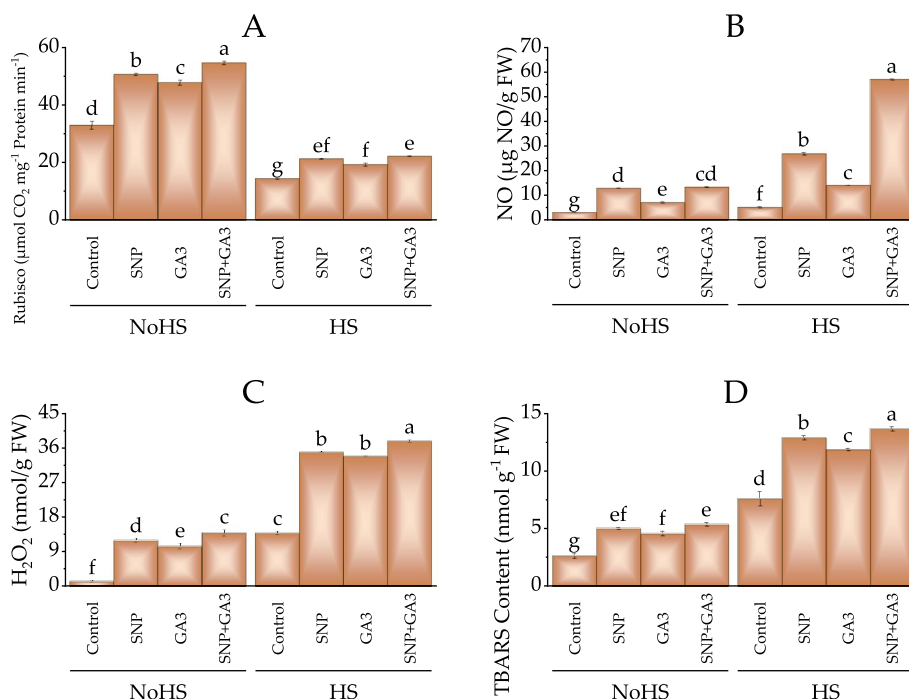 A
Rubisco (μmol CO₂ mg⁻¹ Protein min⁻¹)
60
40
20
0
d
b
c
a
g
ef
f
e
Control
SNP
GA3
SNP+GA3
Control
SNP
GA3
SNP+GA3
NoHS
HS
B
NO (µg NO/g FW)
70
60
50
40
30
20
10
0
g
d
e
cd
f
b
c
a
Control
SNP
GA3
SNP+GA3
Control
SNP
GA3
SNP+GA3
NoHS
HS
C
H₂O₂ (nmol/g FW)
45
36
27
18
9
0
f
d
e
c
c
b
b
a
Control
SNP
GA3
SNP+GA3
Control
SNP
GA3
SNP+GA3
NoHS
HS
D
TBARS Content (nmol g⁻¹ FW)
15
10
5
0
g
ef
f
e
d
b
c
a
Control
SNP
GA3
SNP+GA3
Control
SNP
GA3
SNP+GA3
NoHS
HS